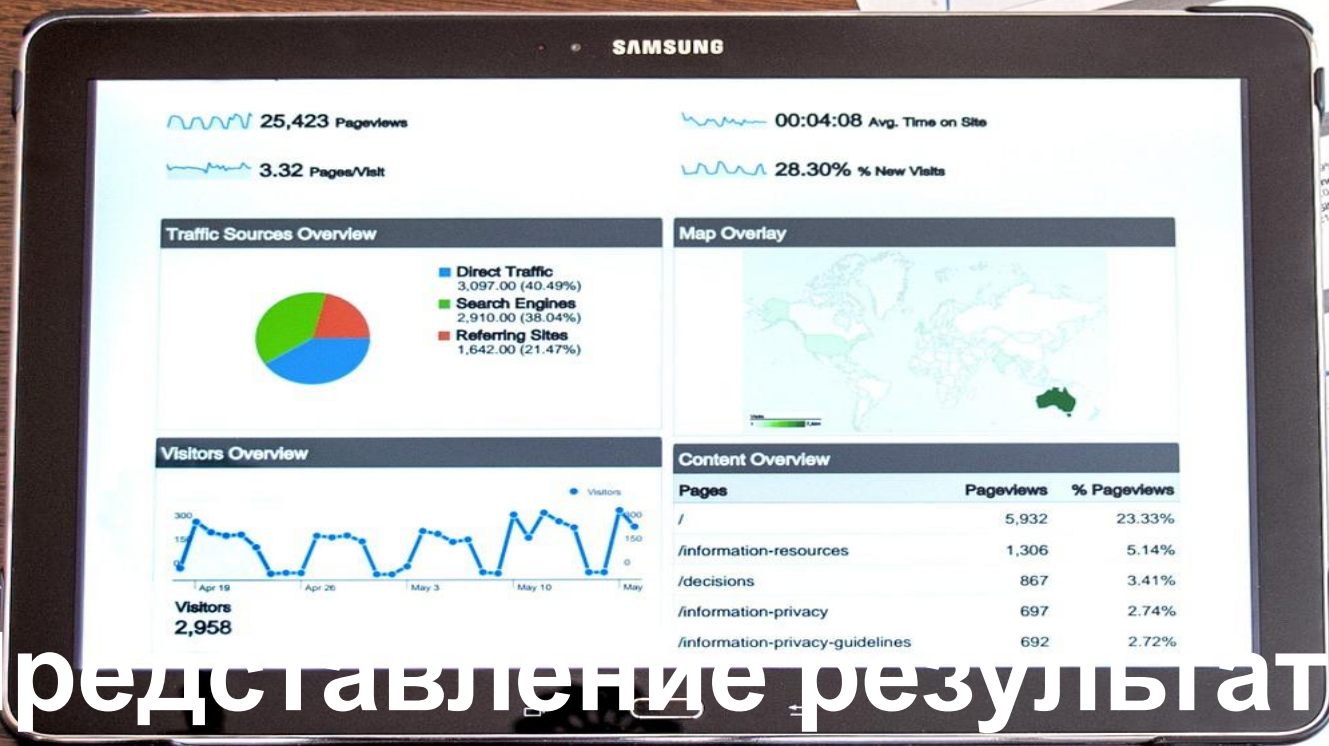 SAMSUNG
25,423 Pageviews
00:04:08 Avg. Time on Site
3.32 Pages/Visit
28.30% % New Visits
Traffic Sources Overview
Direct Traffic
3,097.00 (40.49%)
Search Engines
2,910.00 (38.04%)
Referring Sites
1,642.00 (21.47%)
Map Overlay
Visits
Visitors Overview
Visitors
300
150
0
300
150
0
Apr 19
Apr 26
May 3
May 10
May
Visitors
2,958
Content Overview
Pages Pageviews % Pageviews
/ 5,932 23.33%
/information-resources 1,306 5.14%
/decisions 867 3.41%
/information-privacy 697 2.74%
/information-privacy-guidelines 692 2.72%
редставление результат